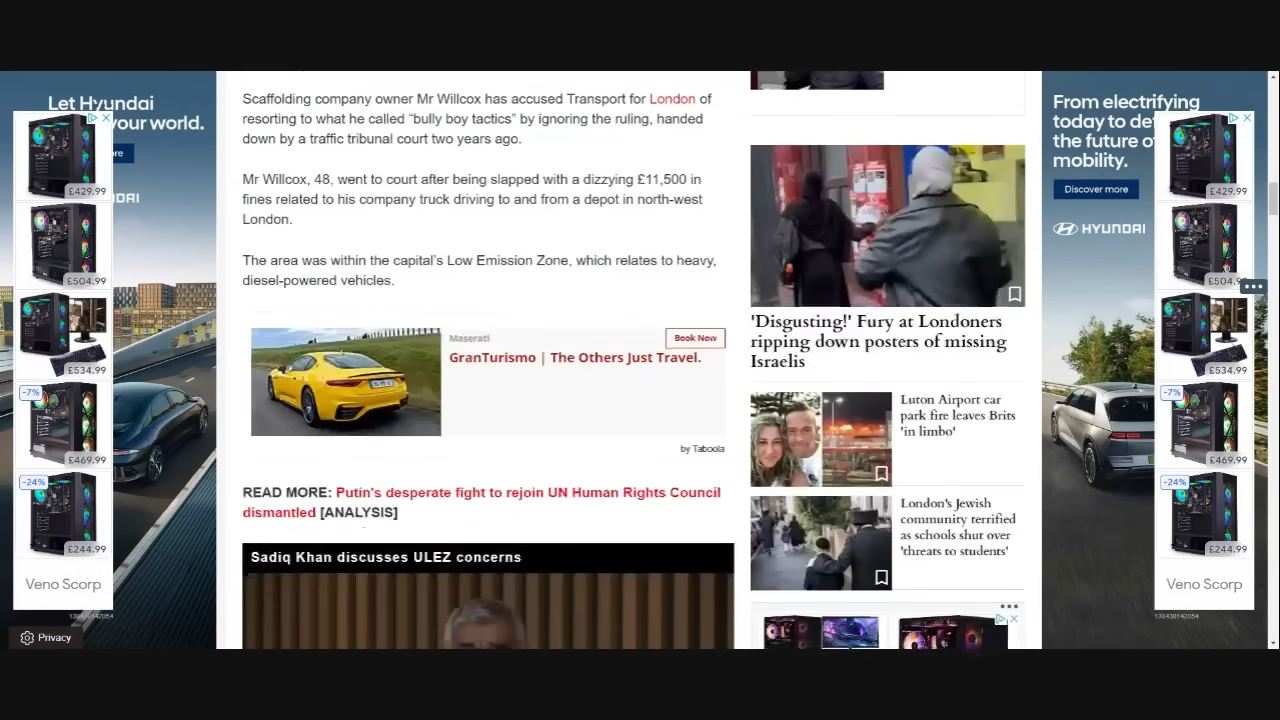 Let Hyundai
your world.
£429.99
£504.99
£534.99
-7%
£469.99
-24%
£244.99
Veno Scorp
138438142054
Privacy
Scaffolding company owner Mr Willcox has accused Transport for London of
resorting to what he called “bully boy tactics” by ignoring the ruling, handed
down by a traffic tribunal court two years ago.
Mr Willcox, 48, went to court after being slapped with a dizzying £11,500 in
fines related to his company truck driving to and from a depot in north-west
London.
The area was within the capital’s Low Emission Zone, which relates to heavy,
diesel-powered vehicles.
Maserati
Book Now
GranTurismo | The Others Just Travel.
by Taboola
READ MORE: Putin's desperate fight to rejoin UN Human Rights Council
dismantled [ANALYSIS]
Sadiq Khan discusses ULEZ concerns
'Disgusting!' Fury at Londoners
ripping down posters of missing
Israelis
Luton Airport car
park fire leaves Brits
'in limbo'
London's Jewish
community terrified
as schools shut over
'threats to students'
From electrifying
today to
the future o
mobility.
Discover more
HYUNDAI
£429.99
£504.9
£534.99
-7%
£469.99
-24%
£244.99
Veno Scorp
138438142054